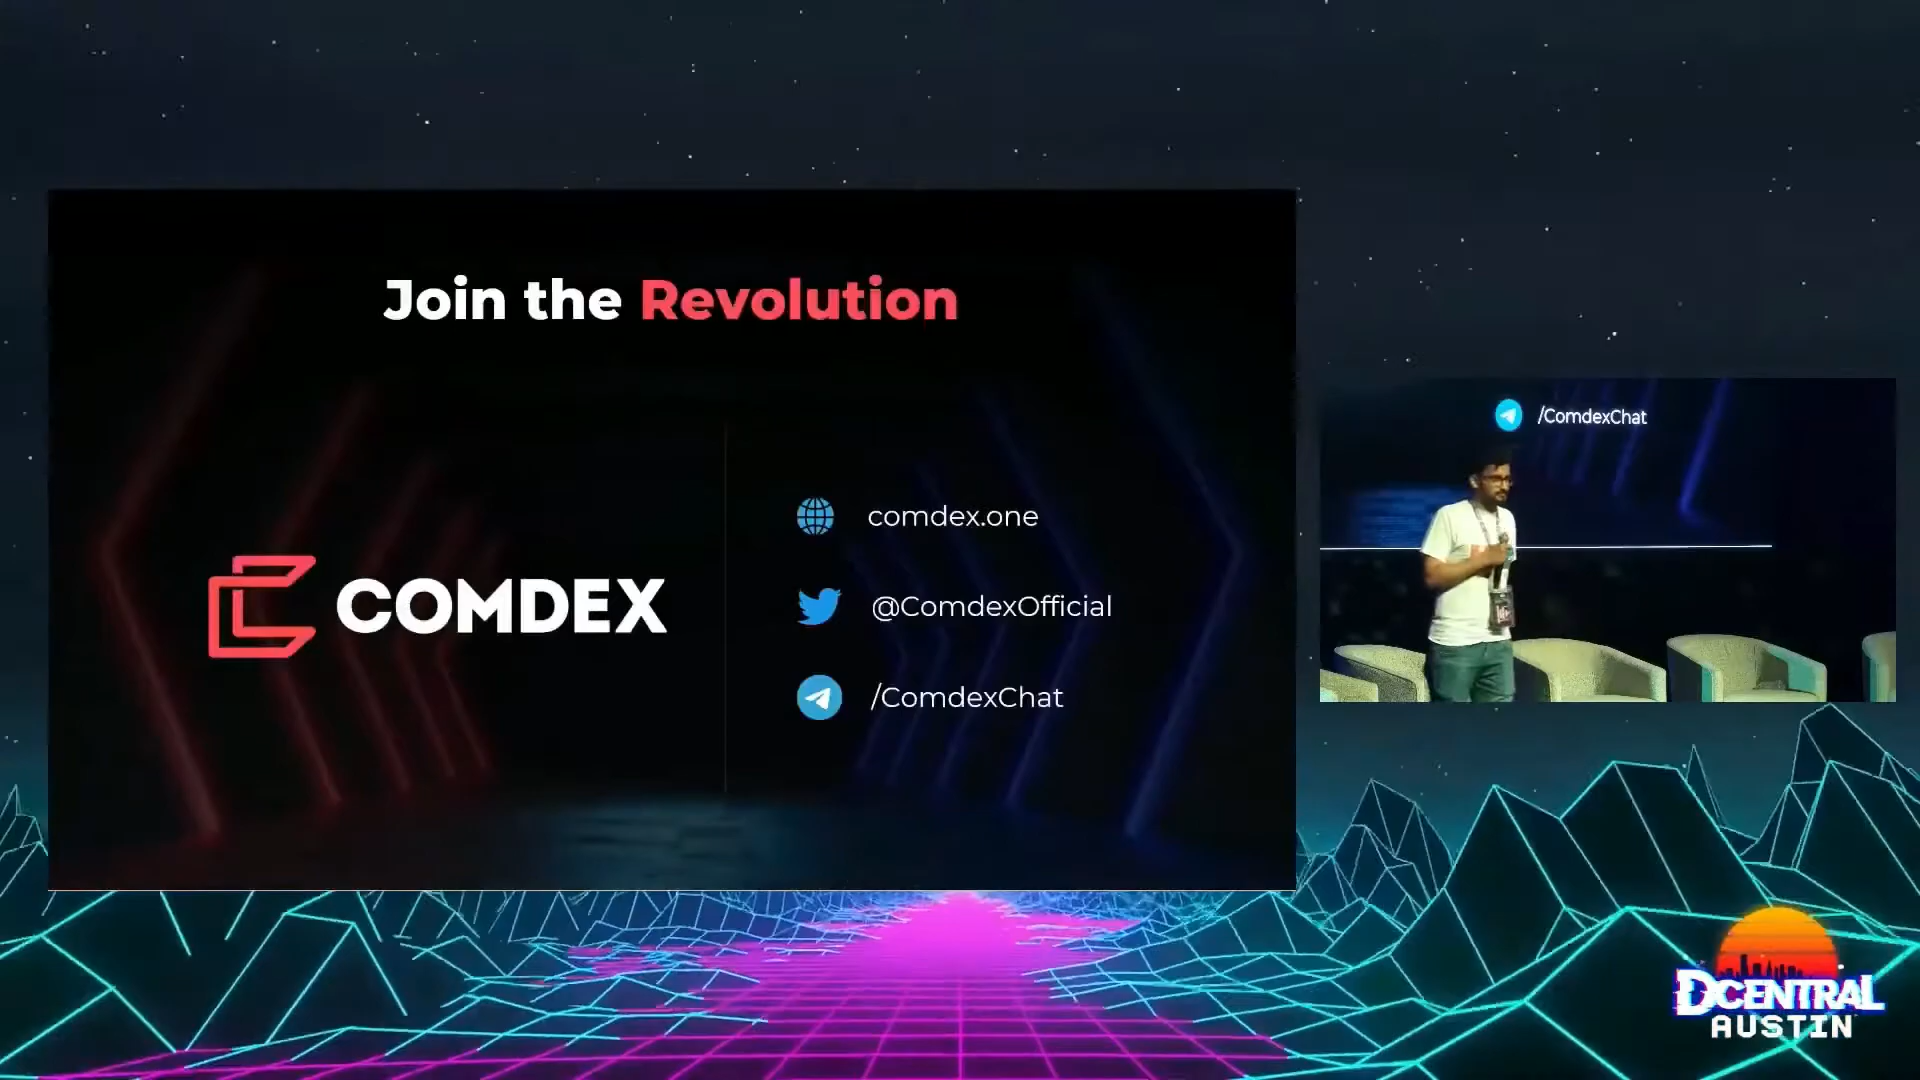 Join the Revolution
COMDEX
comdex.one
@ComdexOfficial
/ComdexChat
/ComdexChat
DCENTRAL
AUSTIN